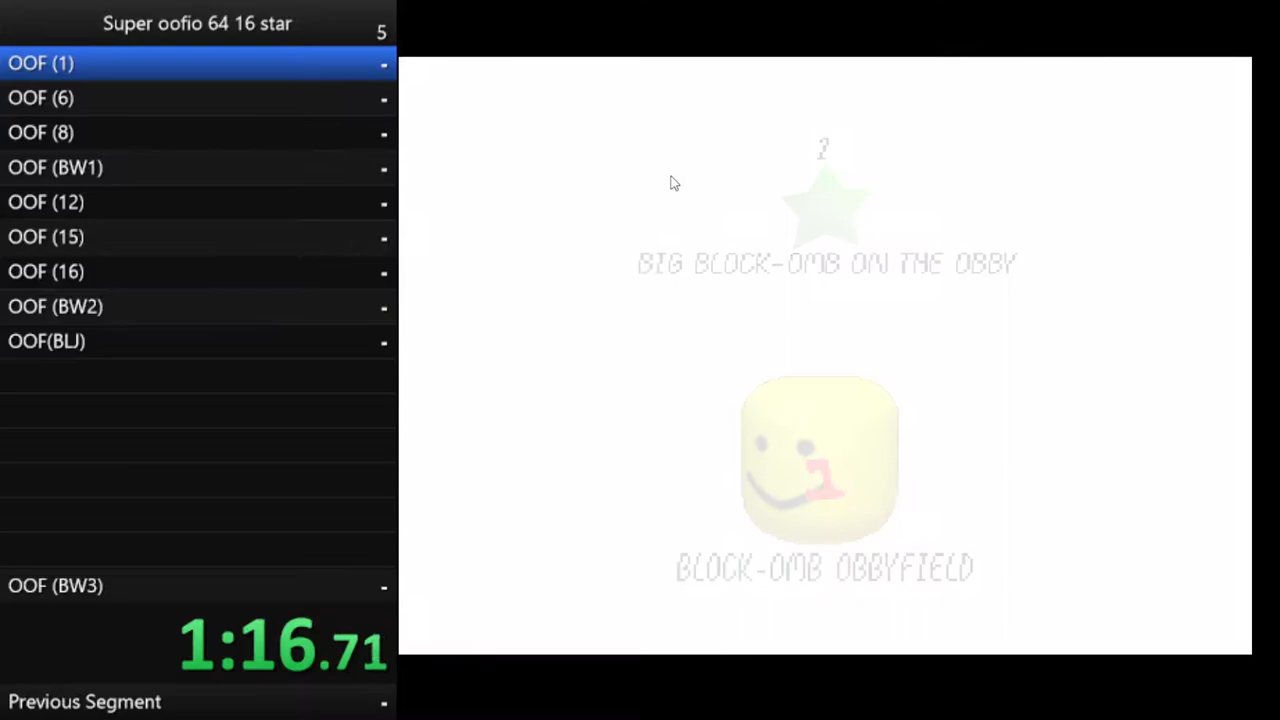 Super oofio 64 16 star
5
OOF (1) -
OOF (6) -
OOF (8) -
OOF (BW1) -
OOF (12) -
OOF (15) -
OOF (16) -
OOF (BW2) -
OOF(BLJ) -
OOF (BW3) -
1:16.71
Previous Segment -
1
BIG BLOCK-OMB ON THE OBBY
1
BLOCK-OMB OBBYFIELD